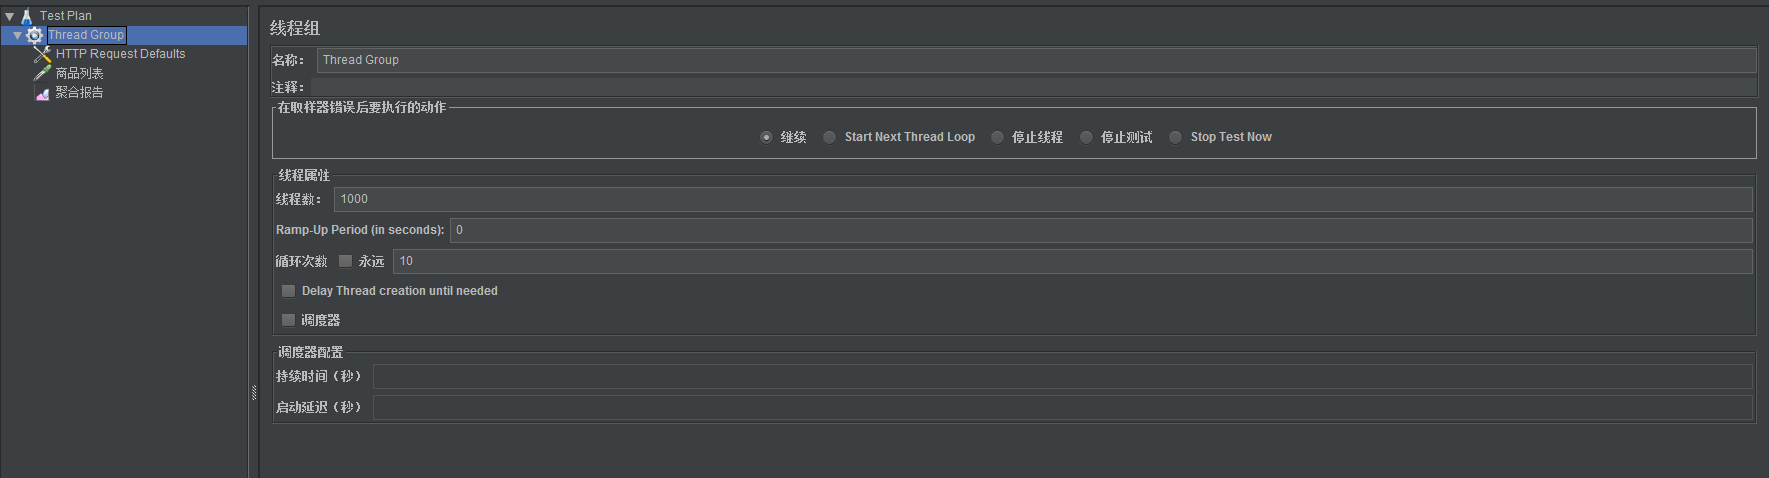 Test Plan
Thread Group
HTTP Request Defaults
商品列表
聚合报告
线程组
名称： Thread Group
注释：
在取样器错误后要执行的动作
继续 Start Next Thread Loop 停止线程 停止测试 Stop Test Now
线程属性
线程数： 1000
Ramp-Up Period (in seconds): 0
循环次数 永远 10
Delay Thread creation until needed
调度器
调度器配置
持续时间（秒）
启动延迟（秒）